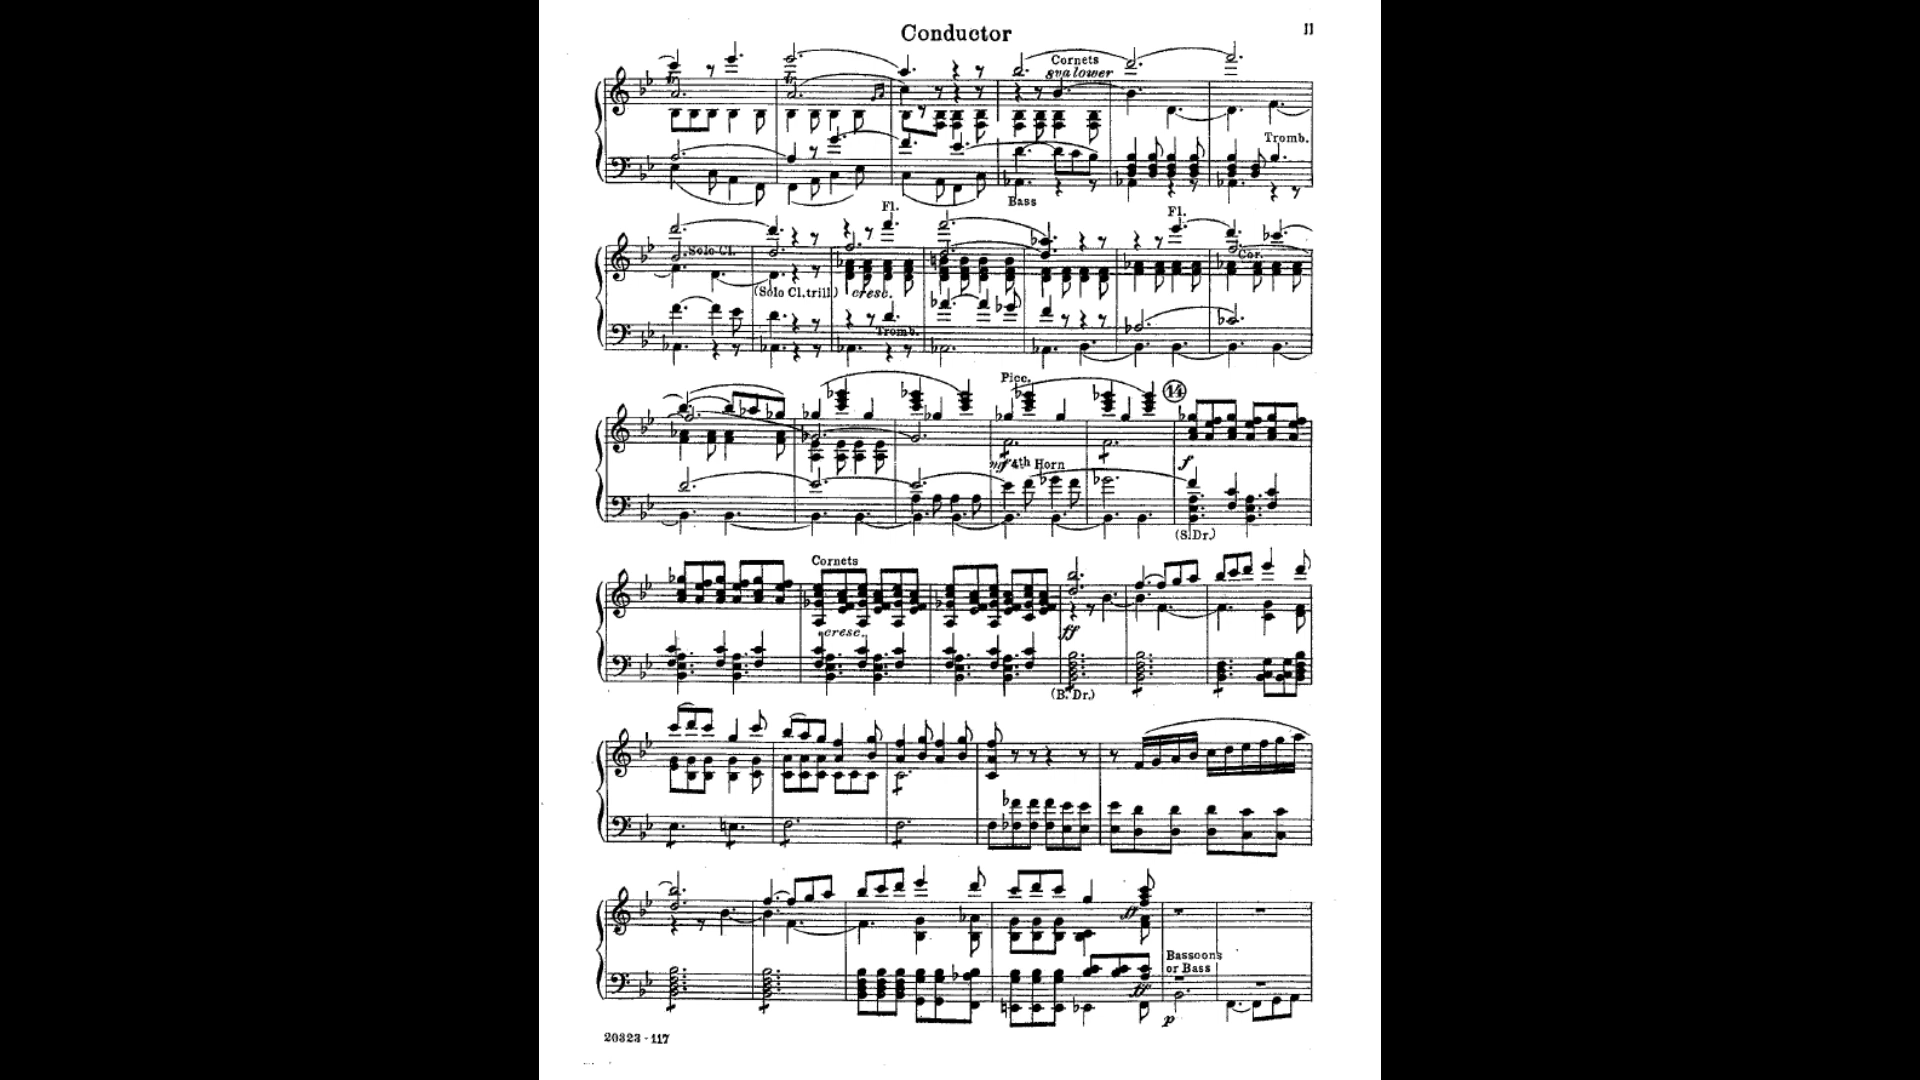 Conductor
11
Cornets
8va lower
Tromb.
Bass
Fl.
Fl.
Solo Cl.
Cor.
(Solo Cl. trill) cresc.
Tromb.
Picc.
14
mf 4th Horn
f
(S. Dr.)
Cornets
cresc.
ff
(B. Dr.)
ff
Bassoons
or Bass
ff
p
20323 - 117